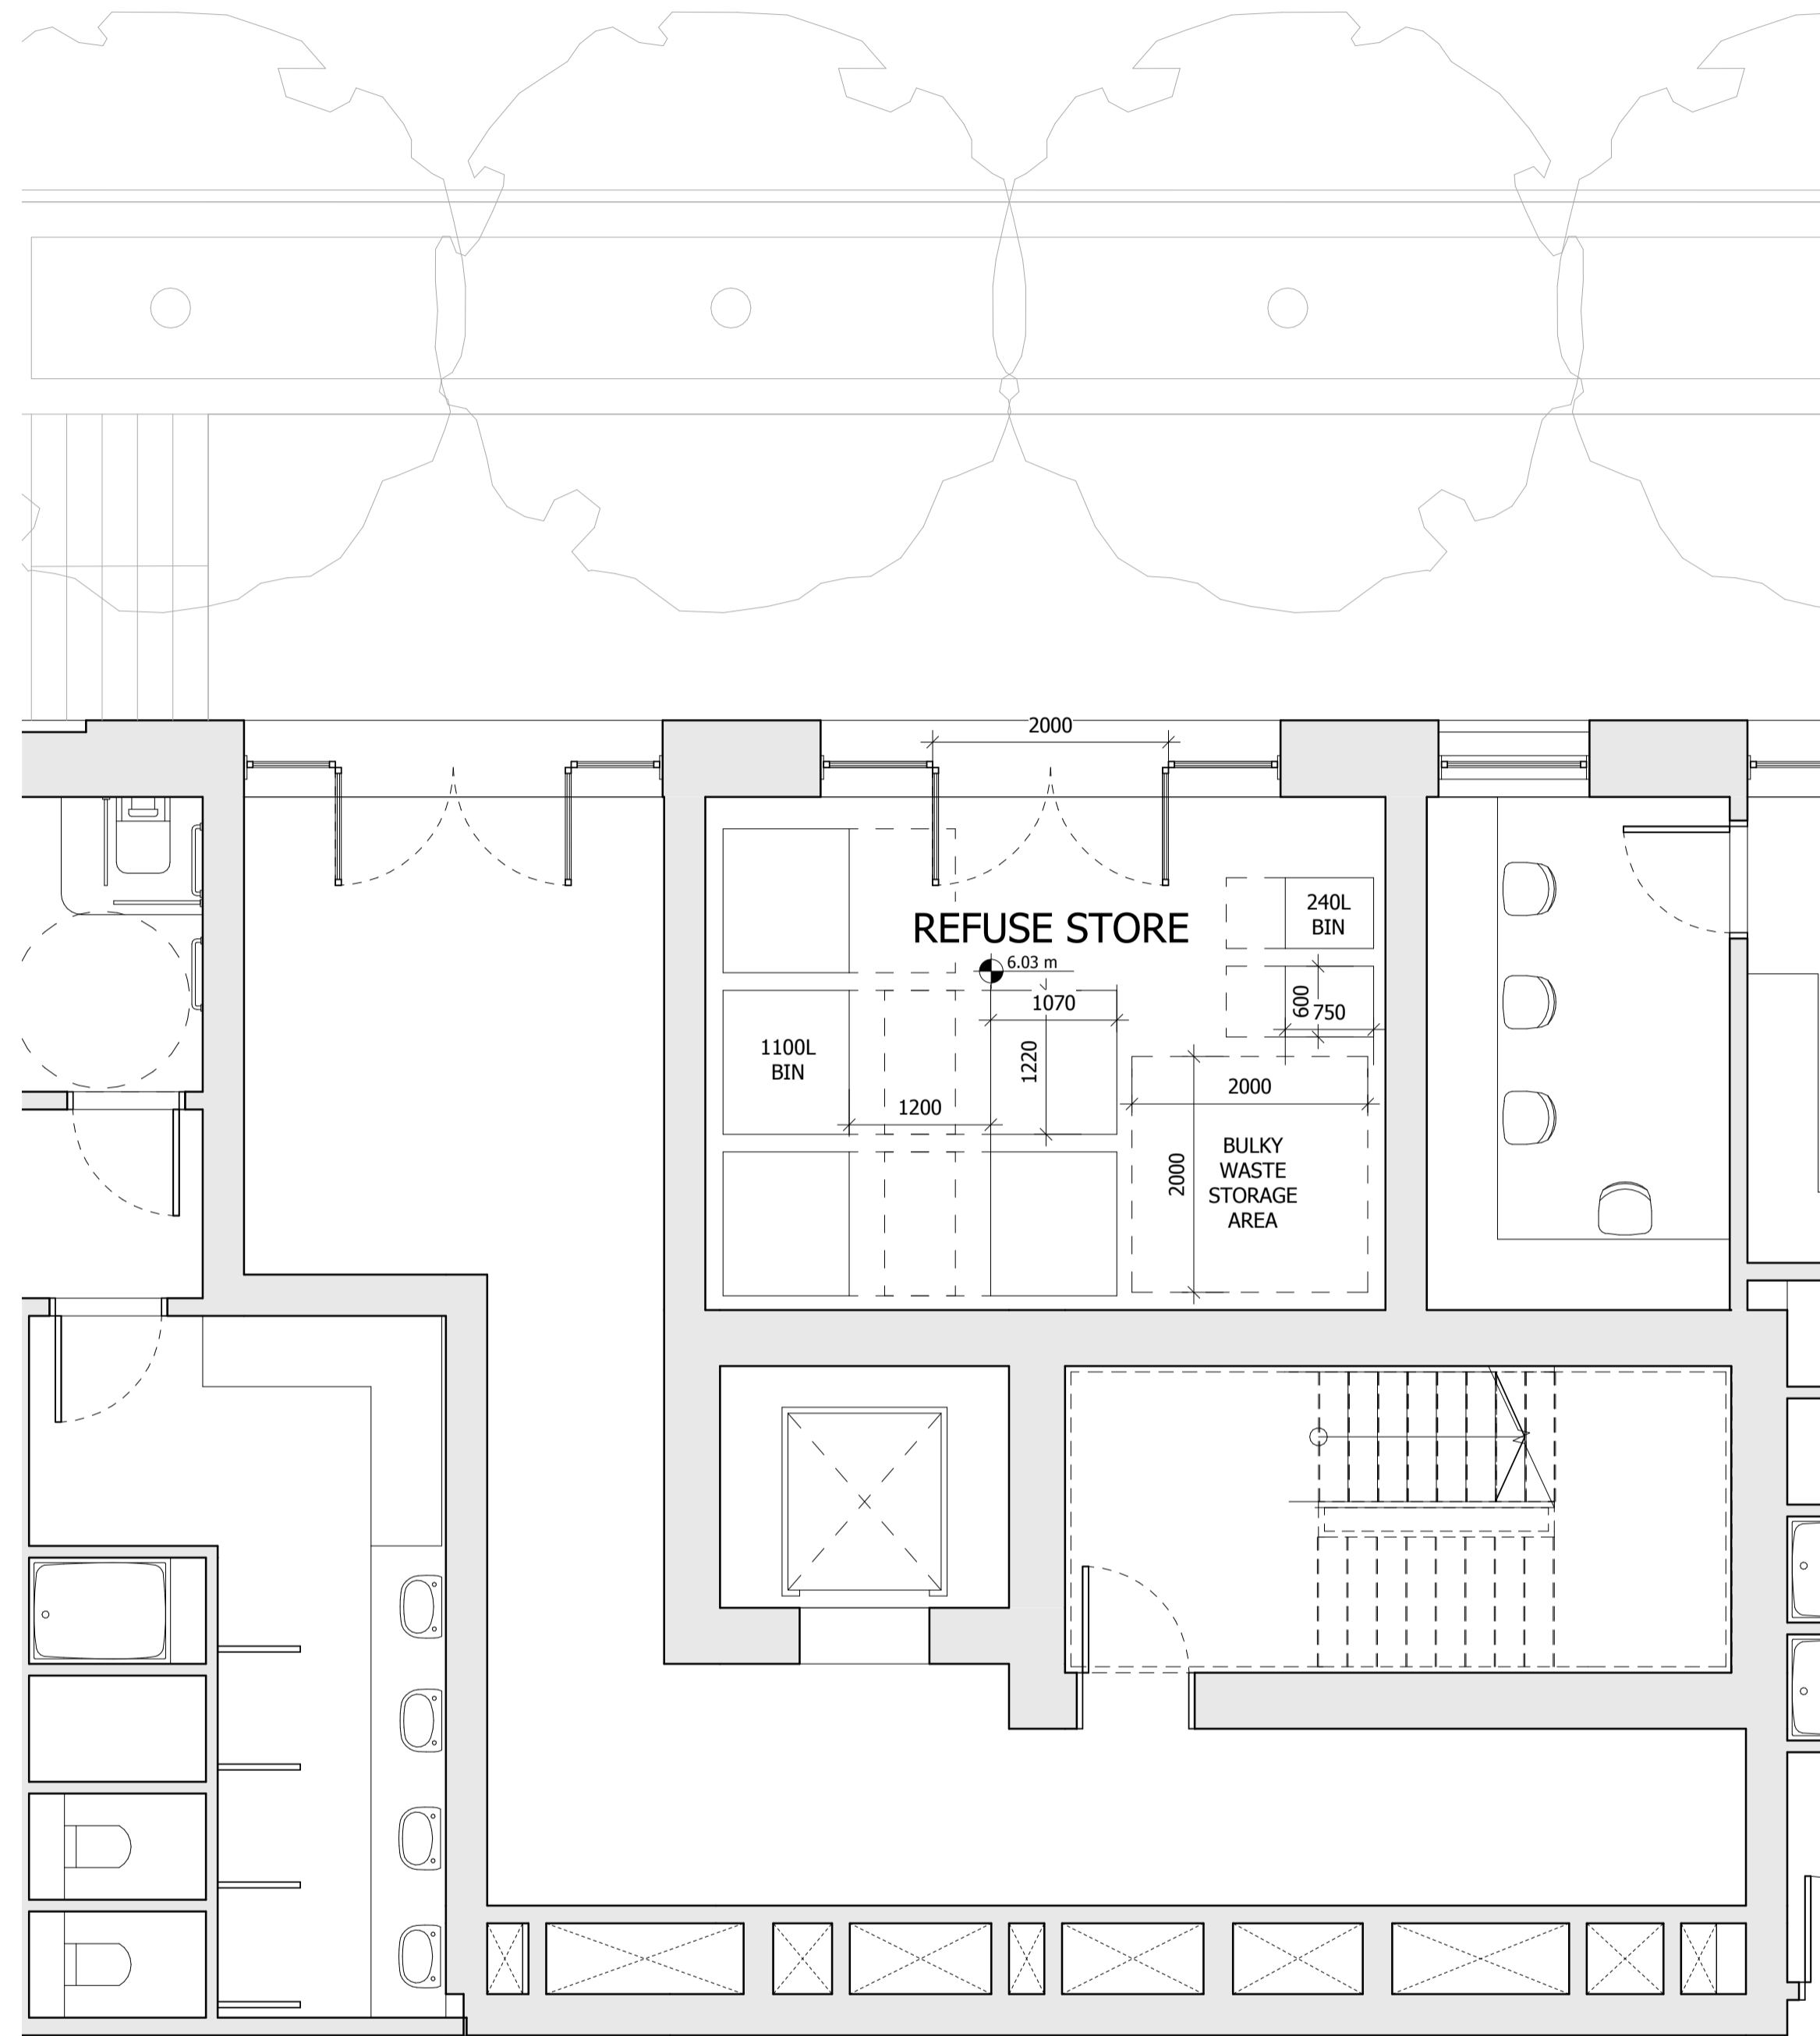 2000
240L
BIN
REFUSE STORE
6.03 m
1070
600
750
1100L
BIN
1220
2000
1200
BULKY
WASTE
STORAGE
AREA
2000